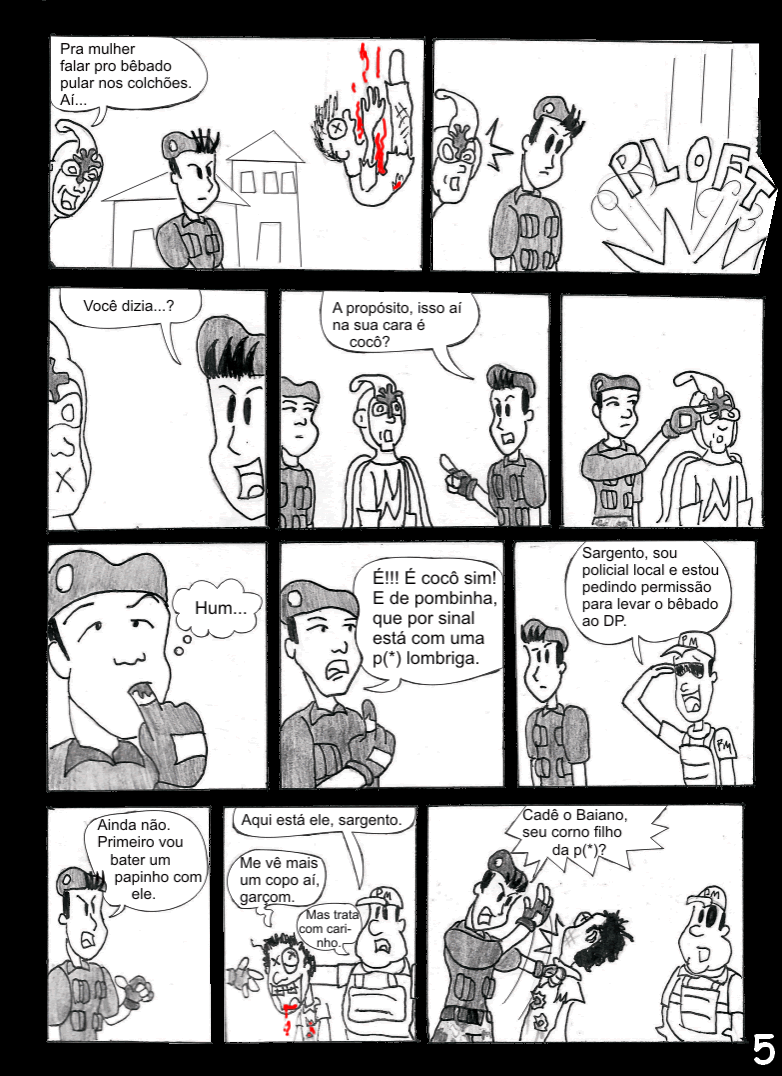 Pra mulher
falar pro bêbado
pular nos colchões.
Aí...
PLOFT
Você dizia...?
A propósito, isso aí
na sua cara é
cocô?
N
Hum...
É!!! É cocô sim!
E de pombinha,
que por sinal
está com uma
p(*) lombriga.
Sargento, sou
policial local e estou
pedindo permissão
para levar o bêbado
ao DP.
PM
PM
Ainda não.
Primeiro vou
bater um
papinho com
ele.
Aqui está ele, sargento.
Me vê mais
um copo aí,
garçom.
Mas trata
com cari-
nho.
PM
Cadê o Baiano,
seu corno filho
da p(*)?
PM
5